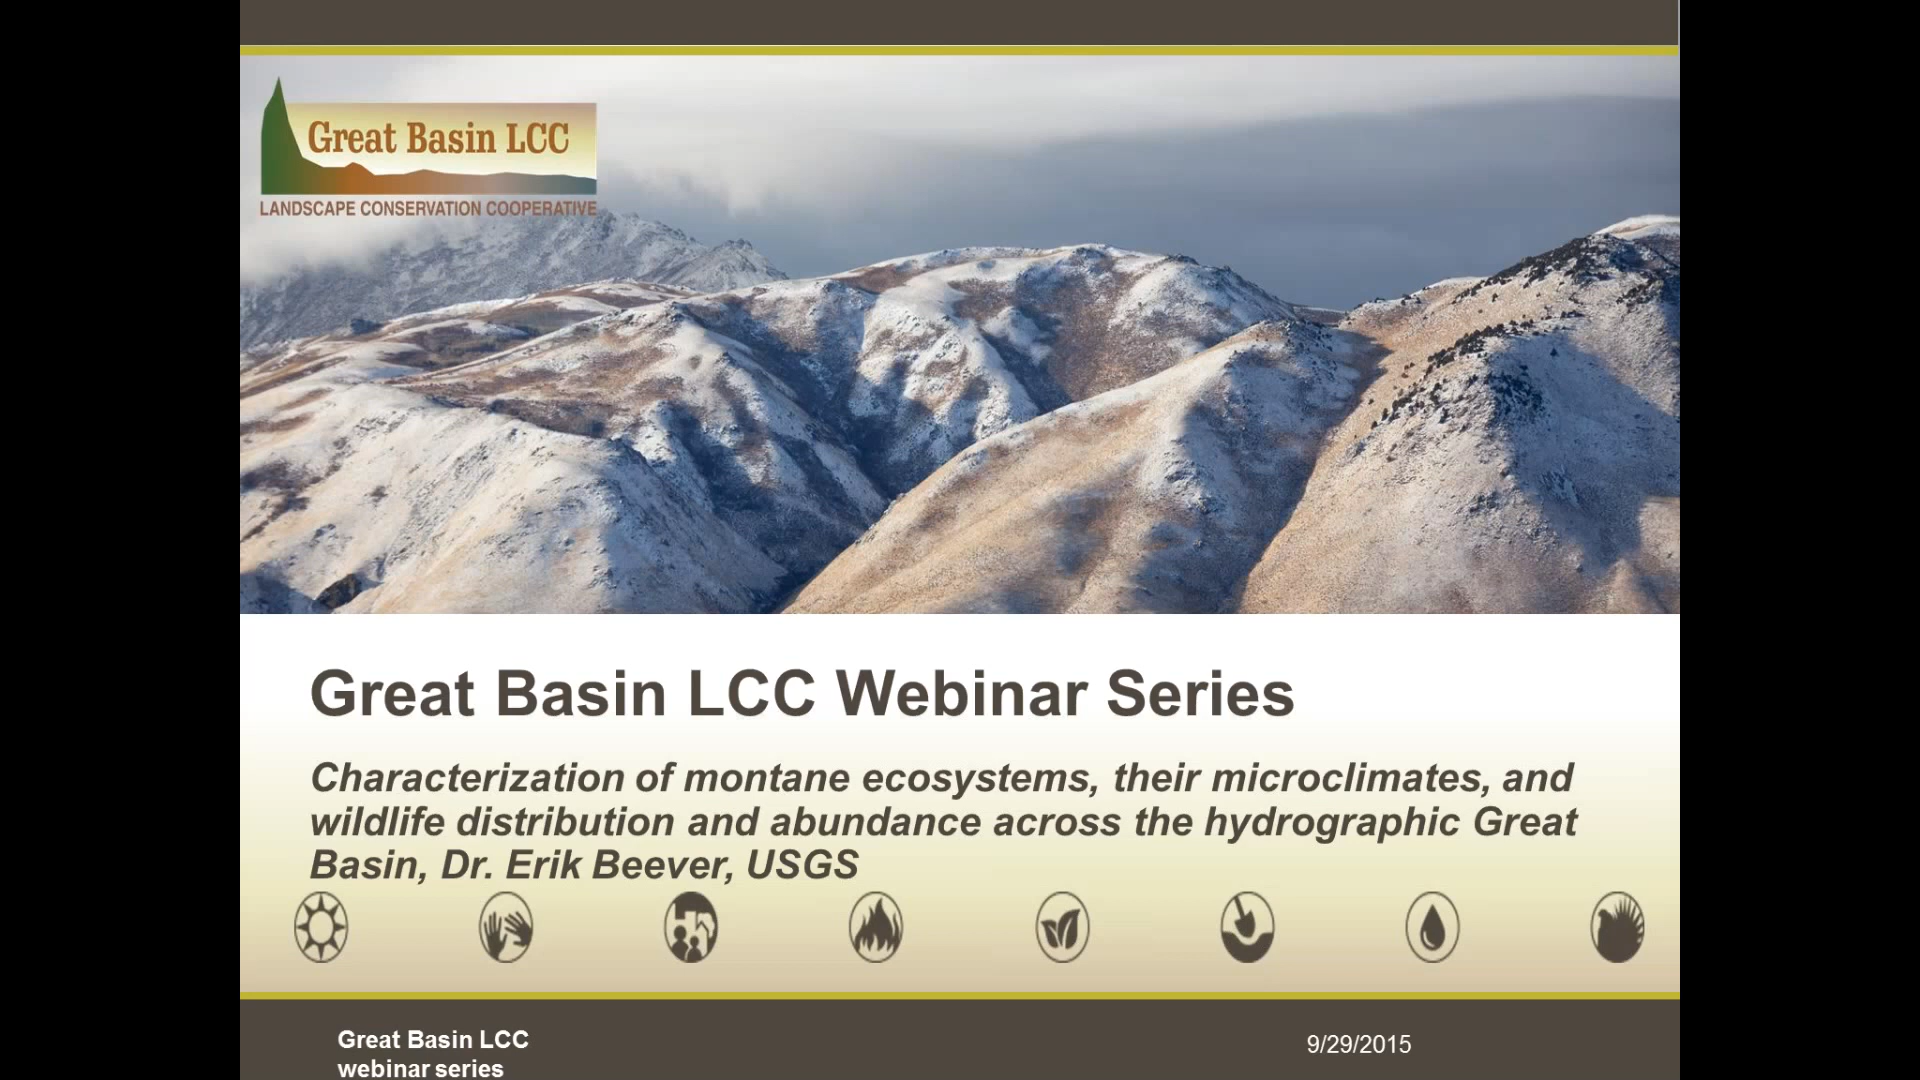 Great Basin LCC
LANDSCAPE CONSERVATION COOPERATIVE
Great Basin LCC Webinar Series
Characterization of montane ecosystems, their microclimates, and
wildlife distribution and abundance across the hydrographic Great
Basin, Dr. Erik Beever, USGS
Great Basin LCC
webinar series
9/29/2015